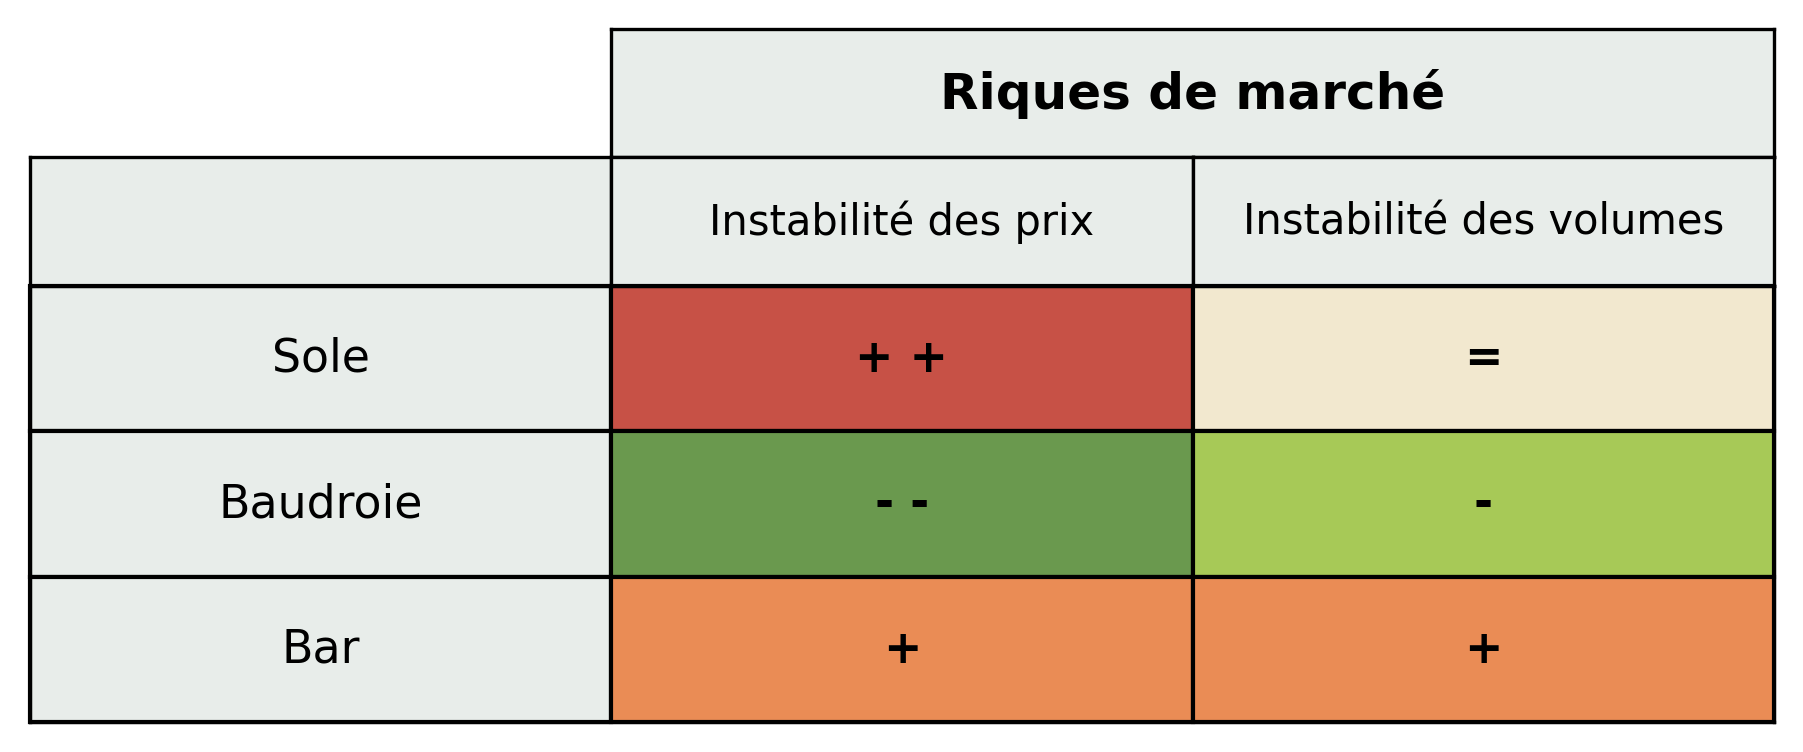 Riques de marché
Instabilité des prix Instabilité des volumes
Sole + + =
Baudroie - - -
Bar + +